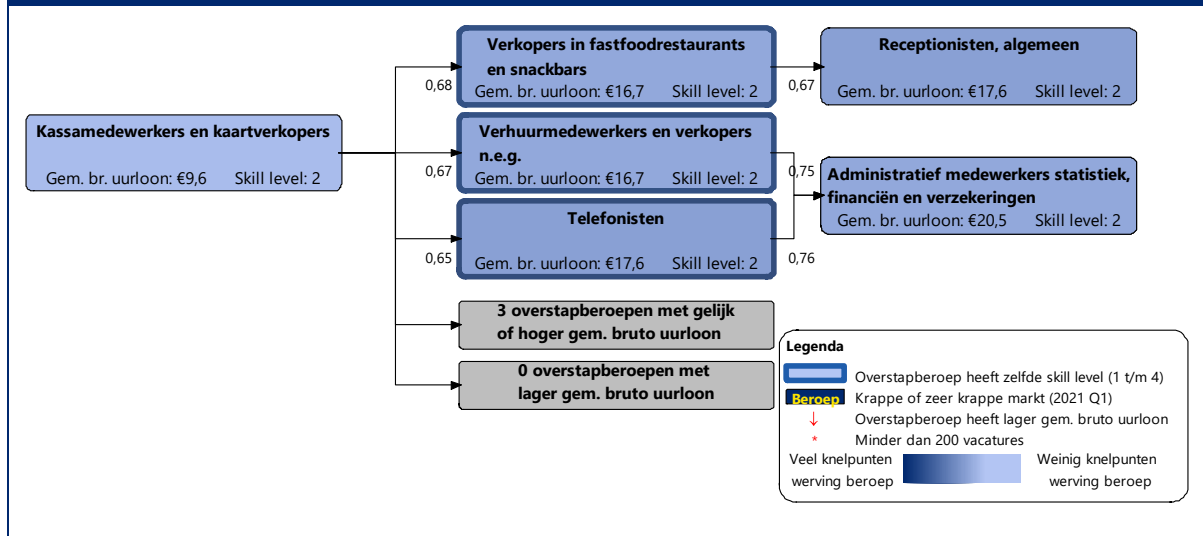 Kassamedewerkers en kaartverkopers
Gem. br. uurloon: €9,6 Skill level: 2
0,68
Verkopers in fastfoodrestaurants
en snackbars
Gem. br. uurloon: €16,7 Skill level: 2
0,67
Receptionisten, algemeen
Gem. br. uurloon: €17,6 Skill level: 2
0,67
Verhuurmedewerkers en verkopers
n.e.g.
Gem. br. uurloon: €16,7 Skill level: 2
0,75
Administratief medewerkers statistiek,
financiën en verzekeringen
Gem. br. uurloon: €20,5 Skill level: 2
0,65
Telefonisten
Gem. br. uurloon: €17,6 Skill level: 2
0,76
3 overstapberoepen met gelijk
of hoger gem. bruto uurloon
0 overstapberoepen met
lager gem. bruto uurloon
Legenda
Overstapberoep heeft zelfde skill level (1 t/m 4)
Beroep Krappe of zeer krappe markt (2021 Q1)
↓ Overstapberoep heeft lager gem. bruto uurloon
* Minder dan 200 vacatures
Veel knelpunten
werving beroep
Weinig knelpunten
werving beroep